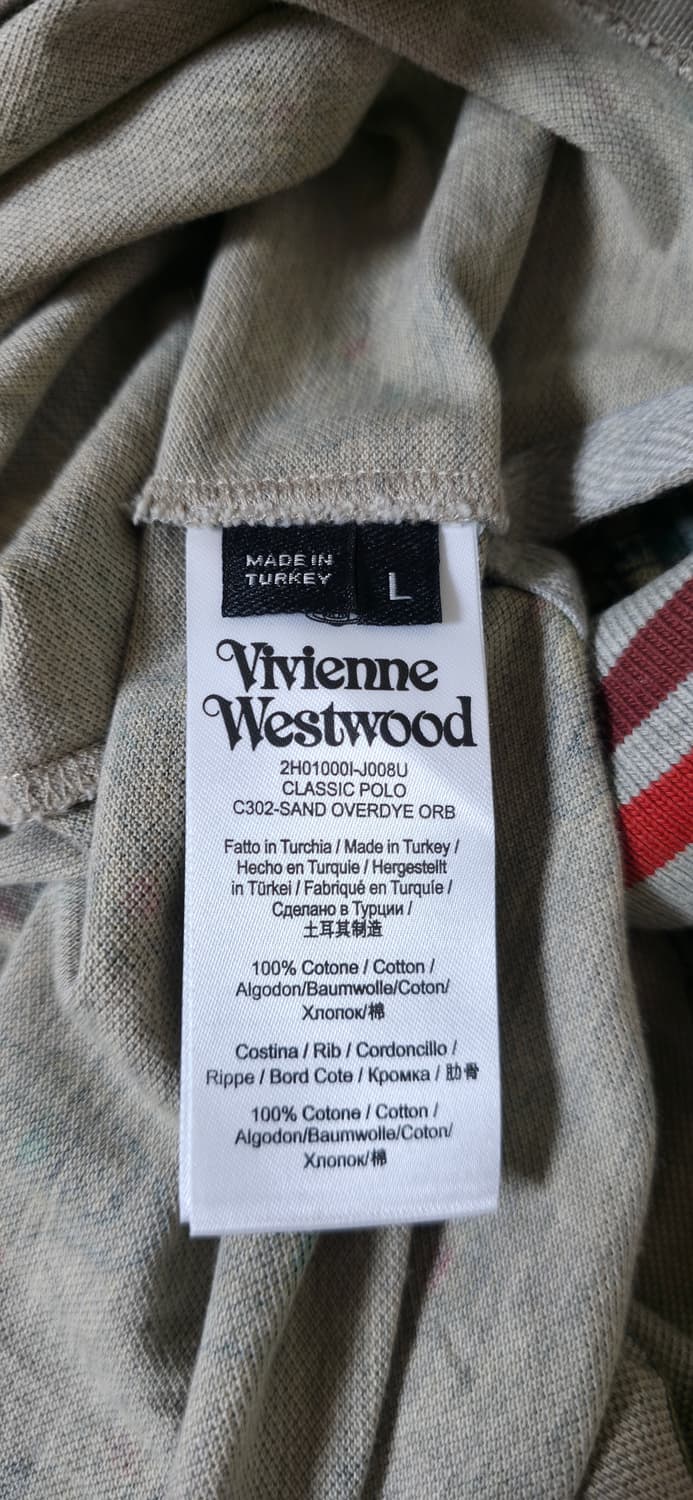 MADE IN
TURKEY
L
Vivienne
Westwood
2H01000I-J008U
CLASSIC POLO
C302-SAND OVERDYE ORB
Fatto in Turchia / Made in Turkey /
Hecho en Turquie / Hergestellt
in Türkei / Fabriqué en Turquíe /
Сделано в Турции /
土耳其制造
100% Cotone / Cotton /
Algodon/Baumwolle/Coton/
Хлопок/棉
Costina / Rib / Cordoncillo /
Rippe / Bord Cote / Кромка / 肋骨
100% Cotone / Cotton /
Algodon/Baumwolle/Coton/
Хлопок/棉